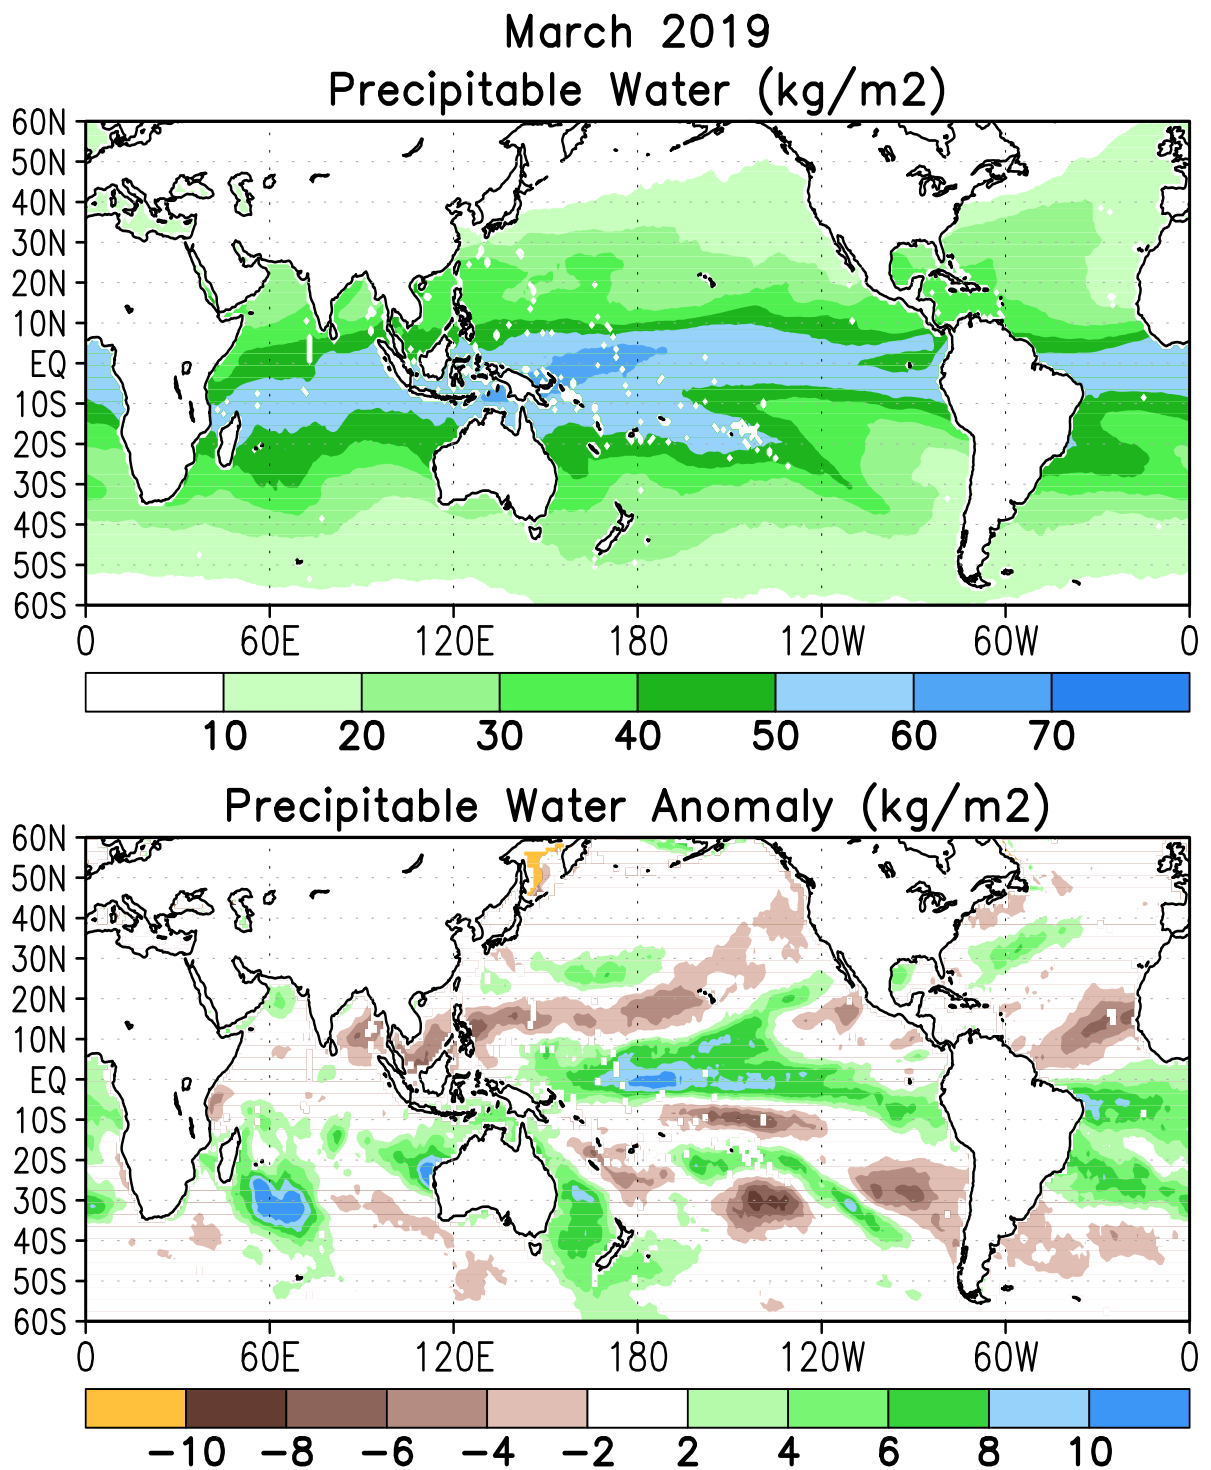 March 2019
Precipitable Water (kg/m2)
60N
50N
40N
30N
20N
10N
EQ
10S
20S
30S
40S
50S
60S
0 60E 120E 180 120W 60W 0
10 20 30 40 50 60 70
Precipitable Water Anomaly (kg/m2)
60N
50N
40N
30N
20N
10N
EQ
10S
20S
30S
40S
50S
60S
0 60E 120E 180 120W 60W 0
−10 −8 −6 −4 −2 2 4 6 8 10